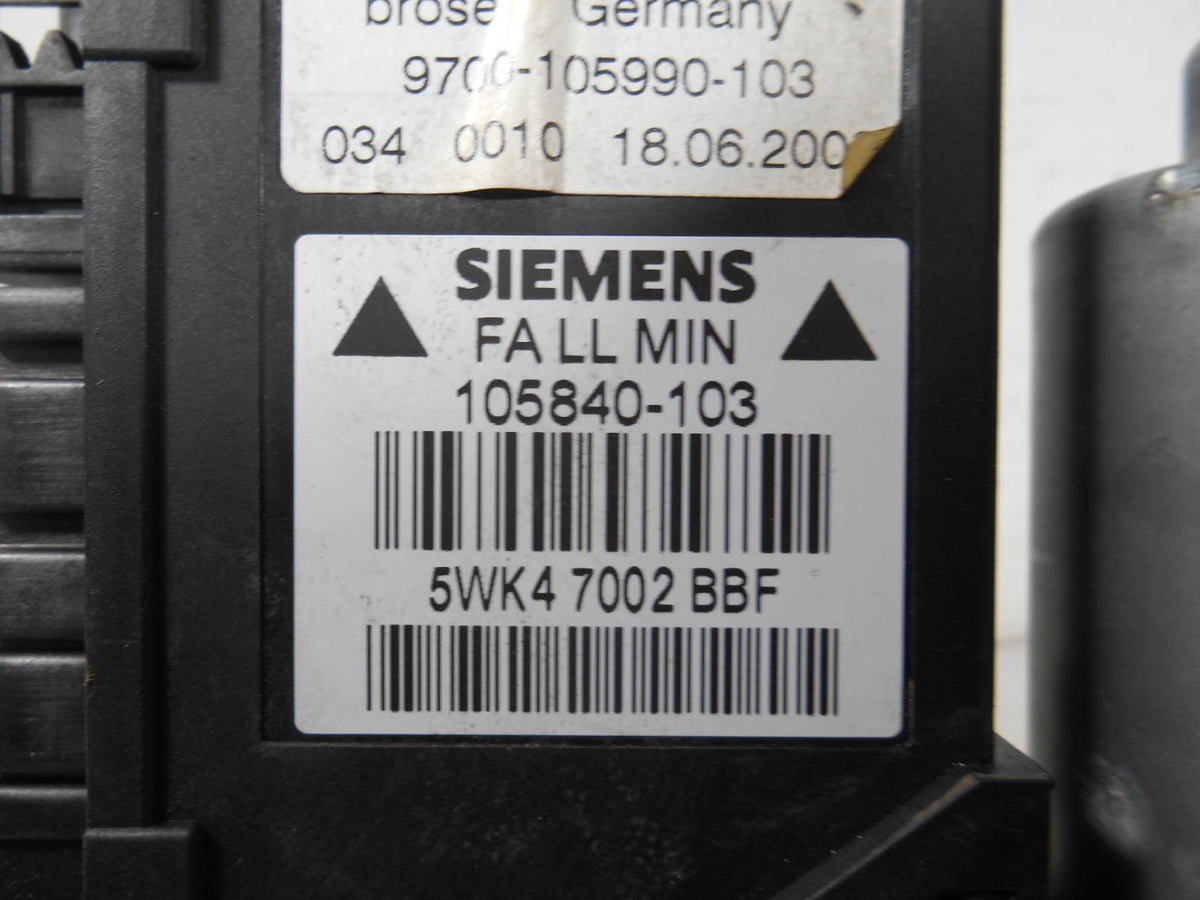 brose Germany
9700-105990-103
034 0010 18.06.200
SIEMENS
FA LL MIN
105840-103
5WK4 7002 BBF